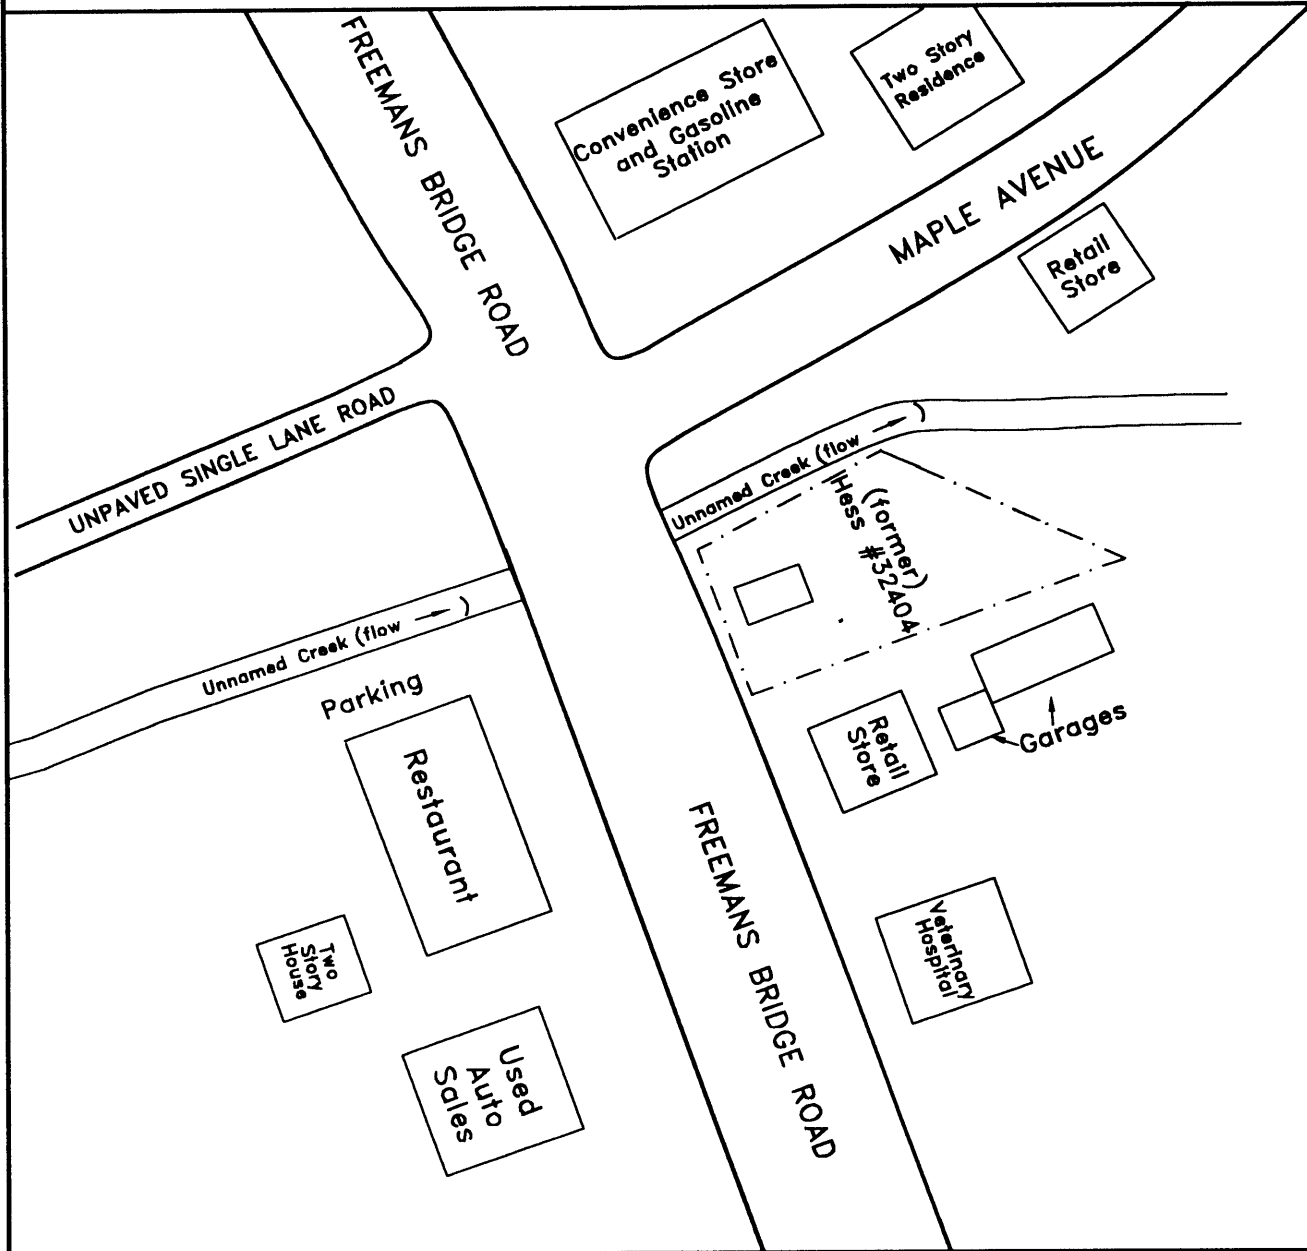 FREEMANS BRIDGE ROAD
Convenience Store
and Gasoline
Station
Two Story
Residence
MAPLE AVENUE
Retail
Store
UNPAVED SINGLE LANE ROAD
Unnamed Creek (flow → )
(former)
Hess #32404
Unnamed Creek (flow → )
Parking
Restaurant
Retail
Store
Garages
FREEMANS BRIDGE ROAD
Veterinary
Hospital
Two
Story
House
Used
Auto
Sales